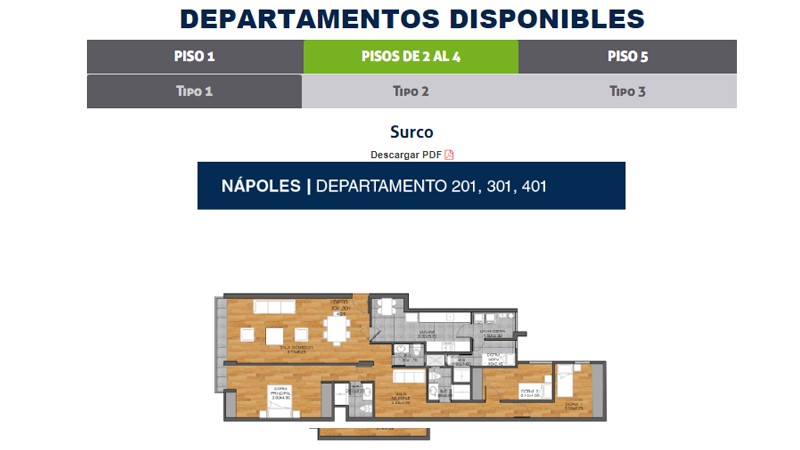 DEPARTAMENTOS DISPONIBLES
PISO 1
PISOS DE 2 AL 4
PISO 5
Tipo 1
Tipo 2
Tipo 3
Surco
Descargar PDF
NÁPOLES | DEPARTAMENTO 201, 301, 401